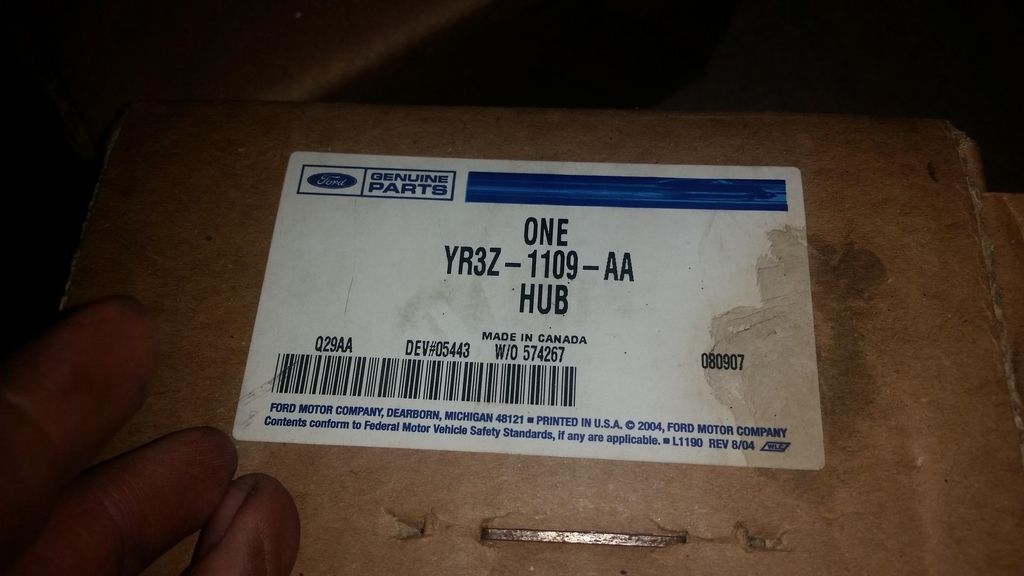 Ford GENUINE PARTS
ONE
YR3Z-1109-AA
HUB
MADE IN CANADA
Q29AA DEV#05443 W/O 574267 080907
FORD MOTOR COMPANY, DEARBORN, MICHIGAN 48121 ■ PRINTED IN U.S.A. © 2004, FORD MOTOR COMPANY
Contents conform to Federal Motor Vehicle Safety Standards, if any are applicable. ■ L1190 REV 8/04 WLC